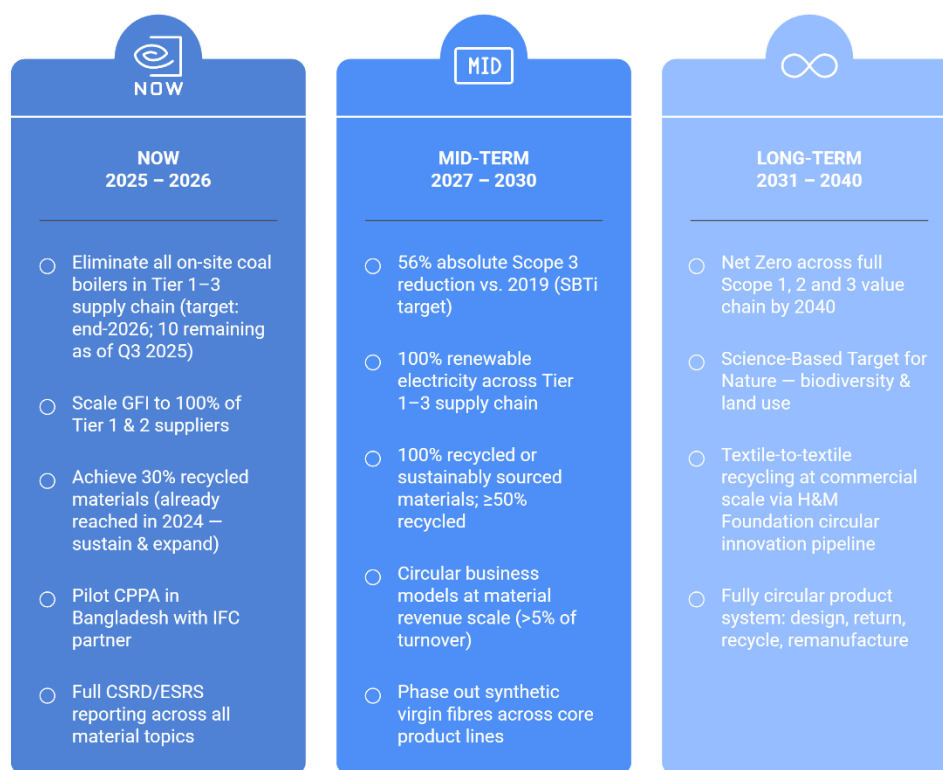 NOW
NOW
2025 – 2026
Eliminate all on-site coal
boilers in Tier 1–3
supply chain (target:
end-2026; 10 remaining
as of Q3 2025)
Scale GFI to 100% of
Tier 1 & 2 suppliers
Achieve 30% recycled
materials (already
reached in 2024 —
sustain & expand)
Pilot CPPA in
Bangladesh with IFC
partner
Full CSRD/ESRS
reporting across all
material topics
MID
MID-TERM
2027 – 2030
56% absolute Scope 3
reduction vs. 2019 (SBTi
target)
100% renewable
electricity across Tier
1–3 supply chain
100% recycled or
sustainably sourced
materials; ≥50%
recycled
Circular business
models at material
revenue scale (>5% of
turnover)
Phase out synthetic
virgin fibres across core
product lines
LONG-TERM
2031 – 2040
Net Zero across full
Scope 1, 2 and 3 value
chain by 2040
Science-Based Target for
Nature — biodiversity &
land use
Textile-to-textile
recycling at commercial
scale via H&M
Foundation circular
innovation pipeline
Fully circular product
system: design, return,
recycle, remanufacture